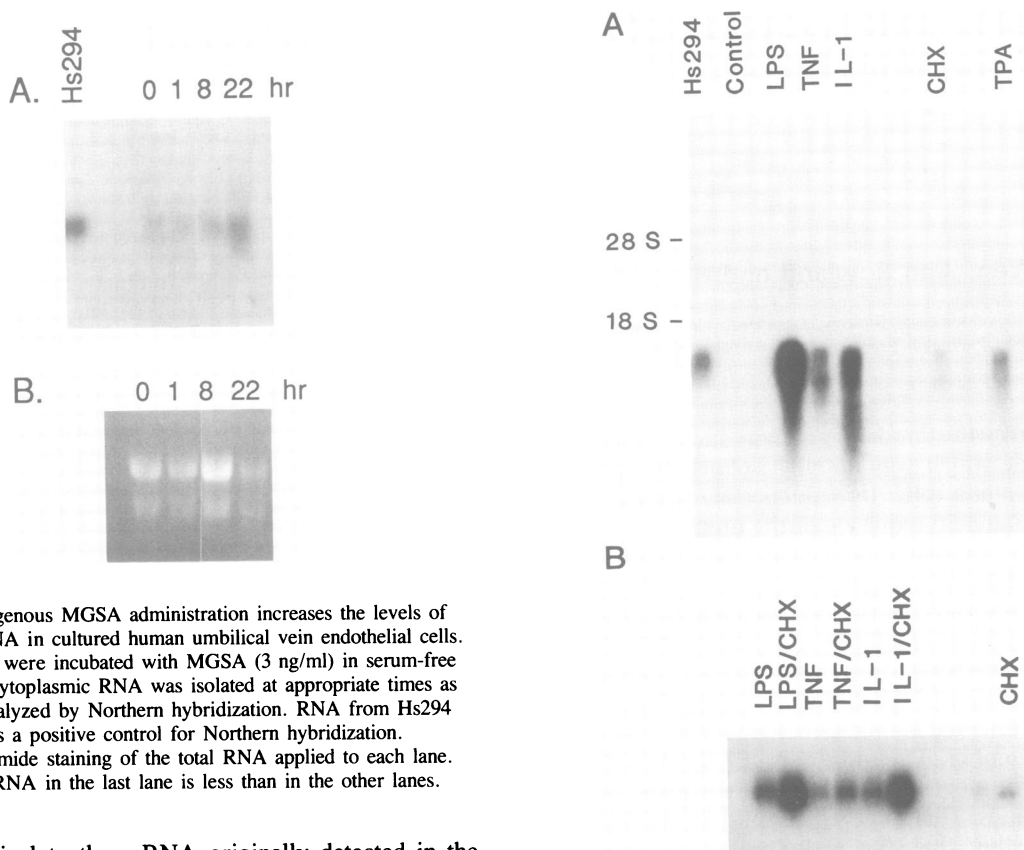 A.
Hs294
0 1 8 22 hr
B.
0 1 8 22 hr
genous MGSA administration increases the levels of
NA in cultured human umbilical vein endothelial cells.
were incubated with MGSA (3 ng/ml) in serum-free
ytoplasmic RNA was isolated at appropriate times as
alyzed by Northern hybridization. RNA from Hs294
s a positive control for Northern hybridization.
mide staining of the total RNA applied to each lane.
RNA in the last lane is less than in the other lanes.
RNA originally detected in the
A
Hs294 Control LPS TNF IL-1 CHX TPA
28 S -
18 S -
B
LPS LPS/CHX TNF TNF/CHX IL-1 IL-1/CHX CHX